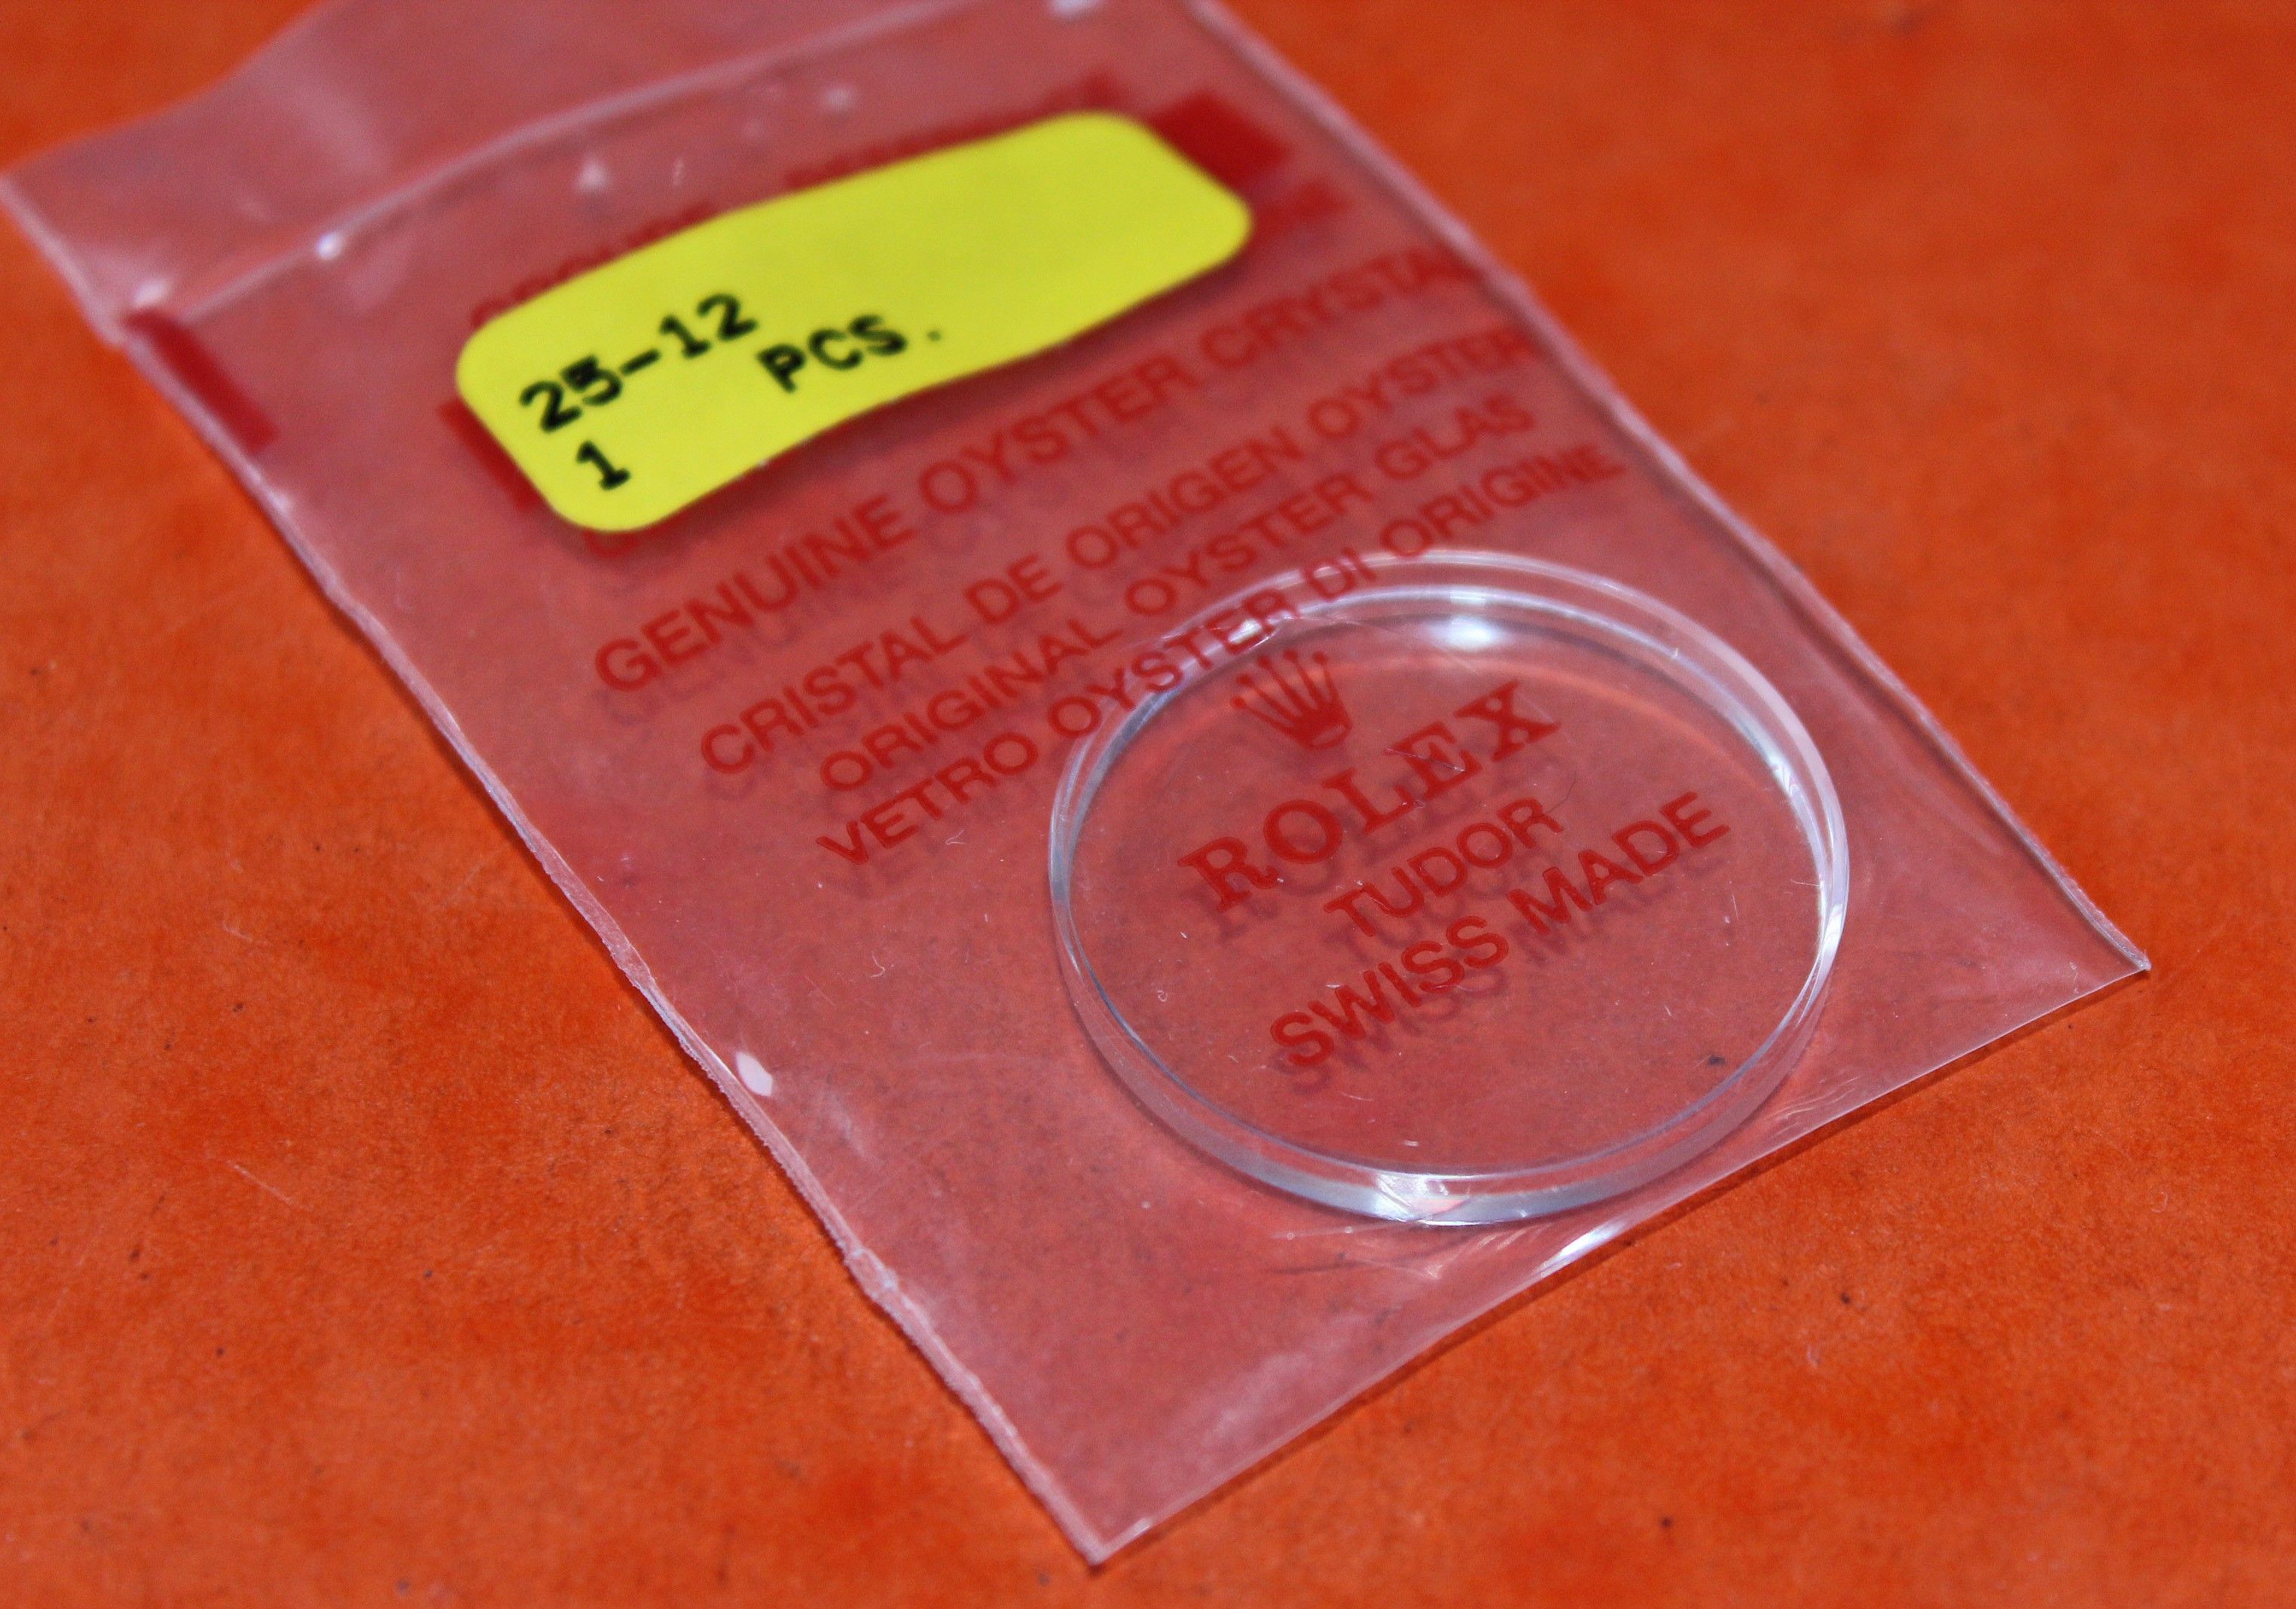 25-12
1 PCS.
GENUINE OYSTER CRYSTAL
CRISTAL DE ORIGEN OYSTER
ORIGINAL OYSTER GLAS
VETRO OYSTER DI ORIGINE
ROLEX
TUDOR
SWISS MADE